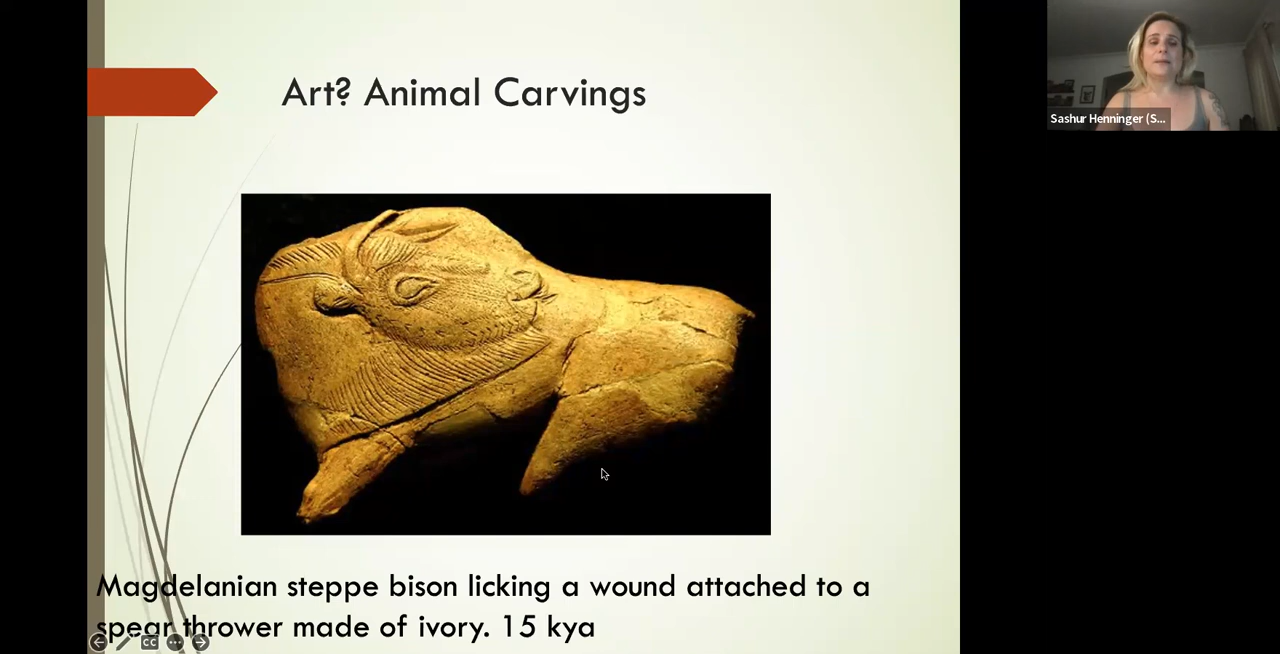 Art? Animal Carvings
Sashur Henninger (S...
Magdelanian steppe bison licking a wound attached to a
spear thrower made of ivory. 15 kya
CC